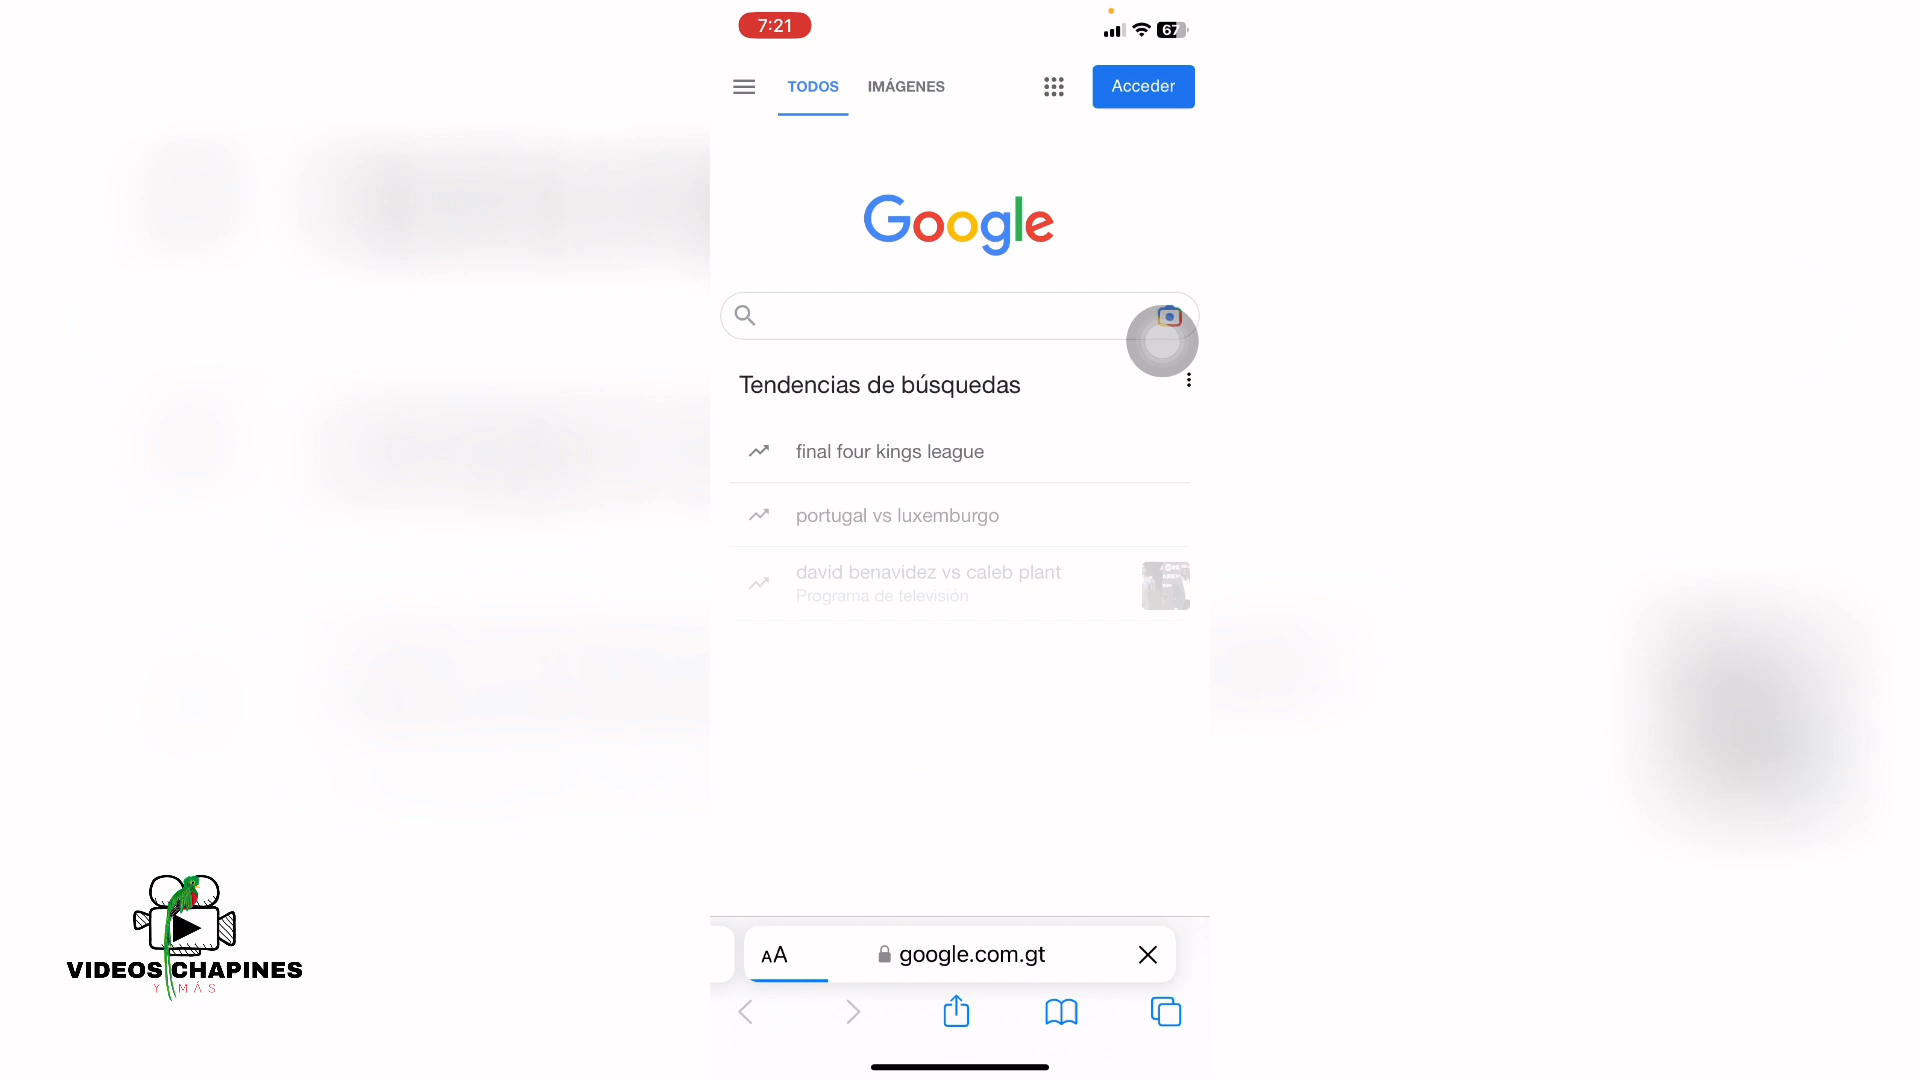 7:21
67
TODOS
IMÁGENES
Acceder
Google
Tendencias de búsquedas
final four kings league
portugal vs luxemburgo
david benavidez vs caleb plant
Programa de televisión
AA
google.com.gt
VIDEOS CHAPINES
Y MÁS